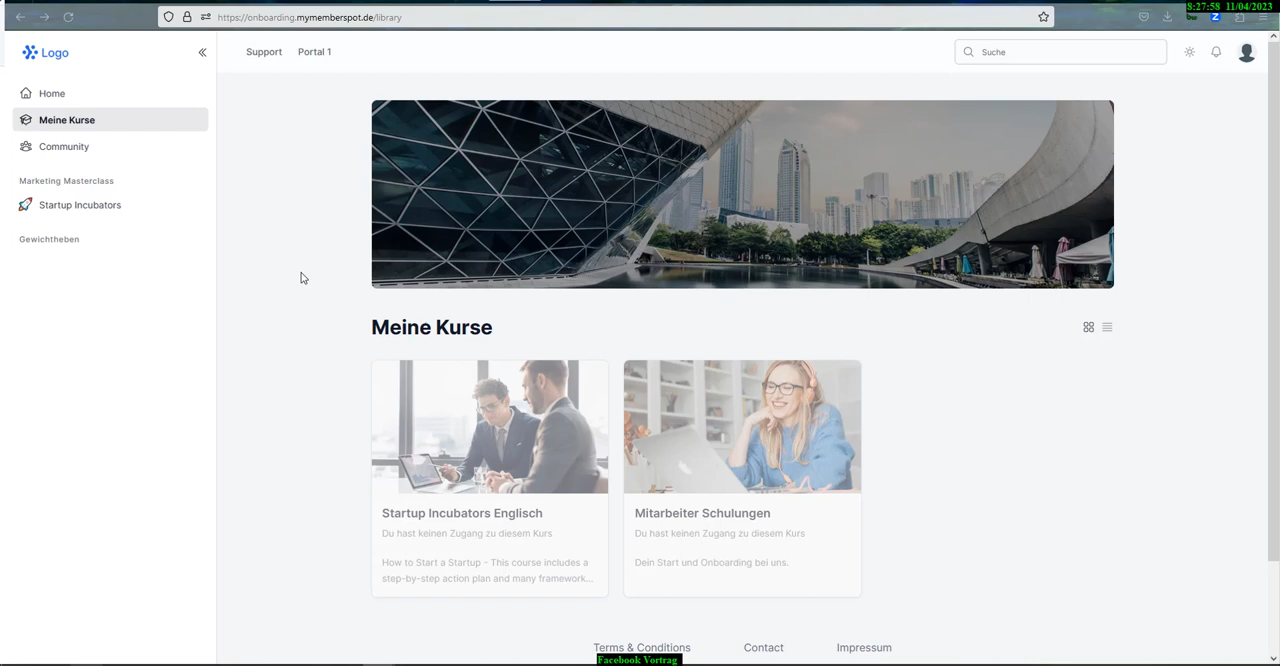 8:27:58 11/04/2023
https://onboarding.mymemberspot.de/library
Logo
Support
Portal 1
Suche
Home
Meine Kurse
Community
Marketing Masterclass
Startup Incubators
Gewichtheben
Meine Kurse
Startup Incubators Englisch
Du hast keinen Zugang zu diesem Kurs
How to Start a Startup - This course includes a
step-by-step action plan and many framework...
Mitarbeiter Schulungen
Du hast keinen Zugang zu diesem Kurs
Dein Start und Onboarding bei uns.
Terms & Conditions
Contact
Impressum
Facebook Vortrag